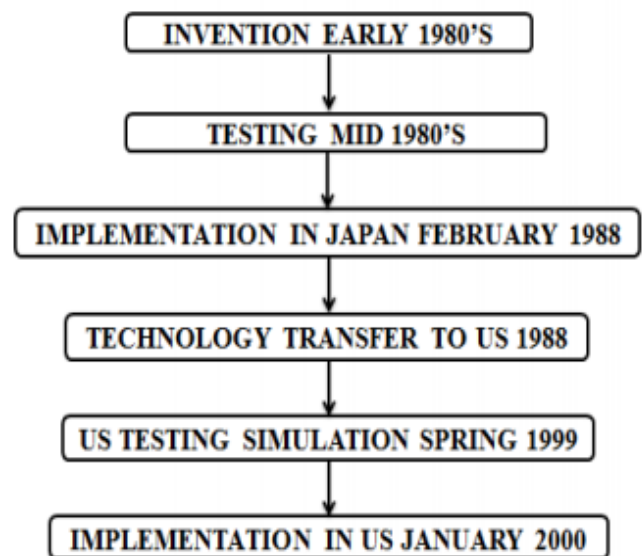 INVENTION EARLY 1980'S
TESTING MID 1980'S
IMPLEMENTATION IN JAPAN FEBRUARY 1988
TECHNOLOGY TRANSFER TO US 1988
US TESTING SIMULATION SPRING 1999
IMPLEMENTATION IN US JANUARY 2000